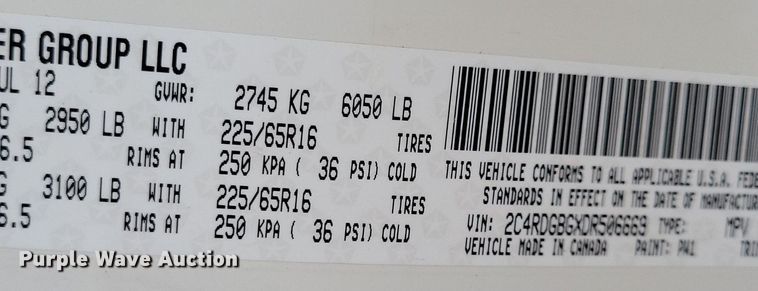 ER GROUP LLC
UL 12 GVWR: 2745 KG 6050 LB
G 2950 LB WITH 225/65R16 TIRES
6.5 RIMS AT 250 KPA ( 36 PSI) COLD
G 3100 LB WITH 225/65R16 TIRES
6.5 RIMS AT 250 KPA ( 36 PSI) COLD
THIS VEHICLE CONFORMS TO ALL APPLICABLE U.S.A. FEDE
STANDARDS IN EFFECT ON THE DATE OF MANUFACTUR
VIN: 2C4RDGBGXDR506669 TYPE: MPV
VEHICLE MADE IN CANADA PAINT: PW1 TRI
Purple Wave Auction